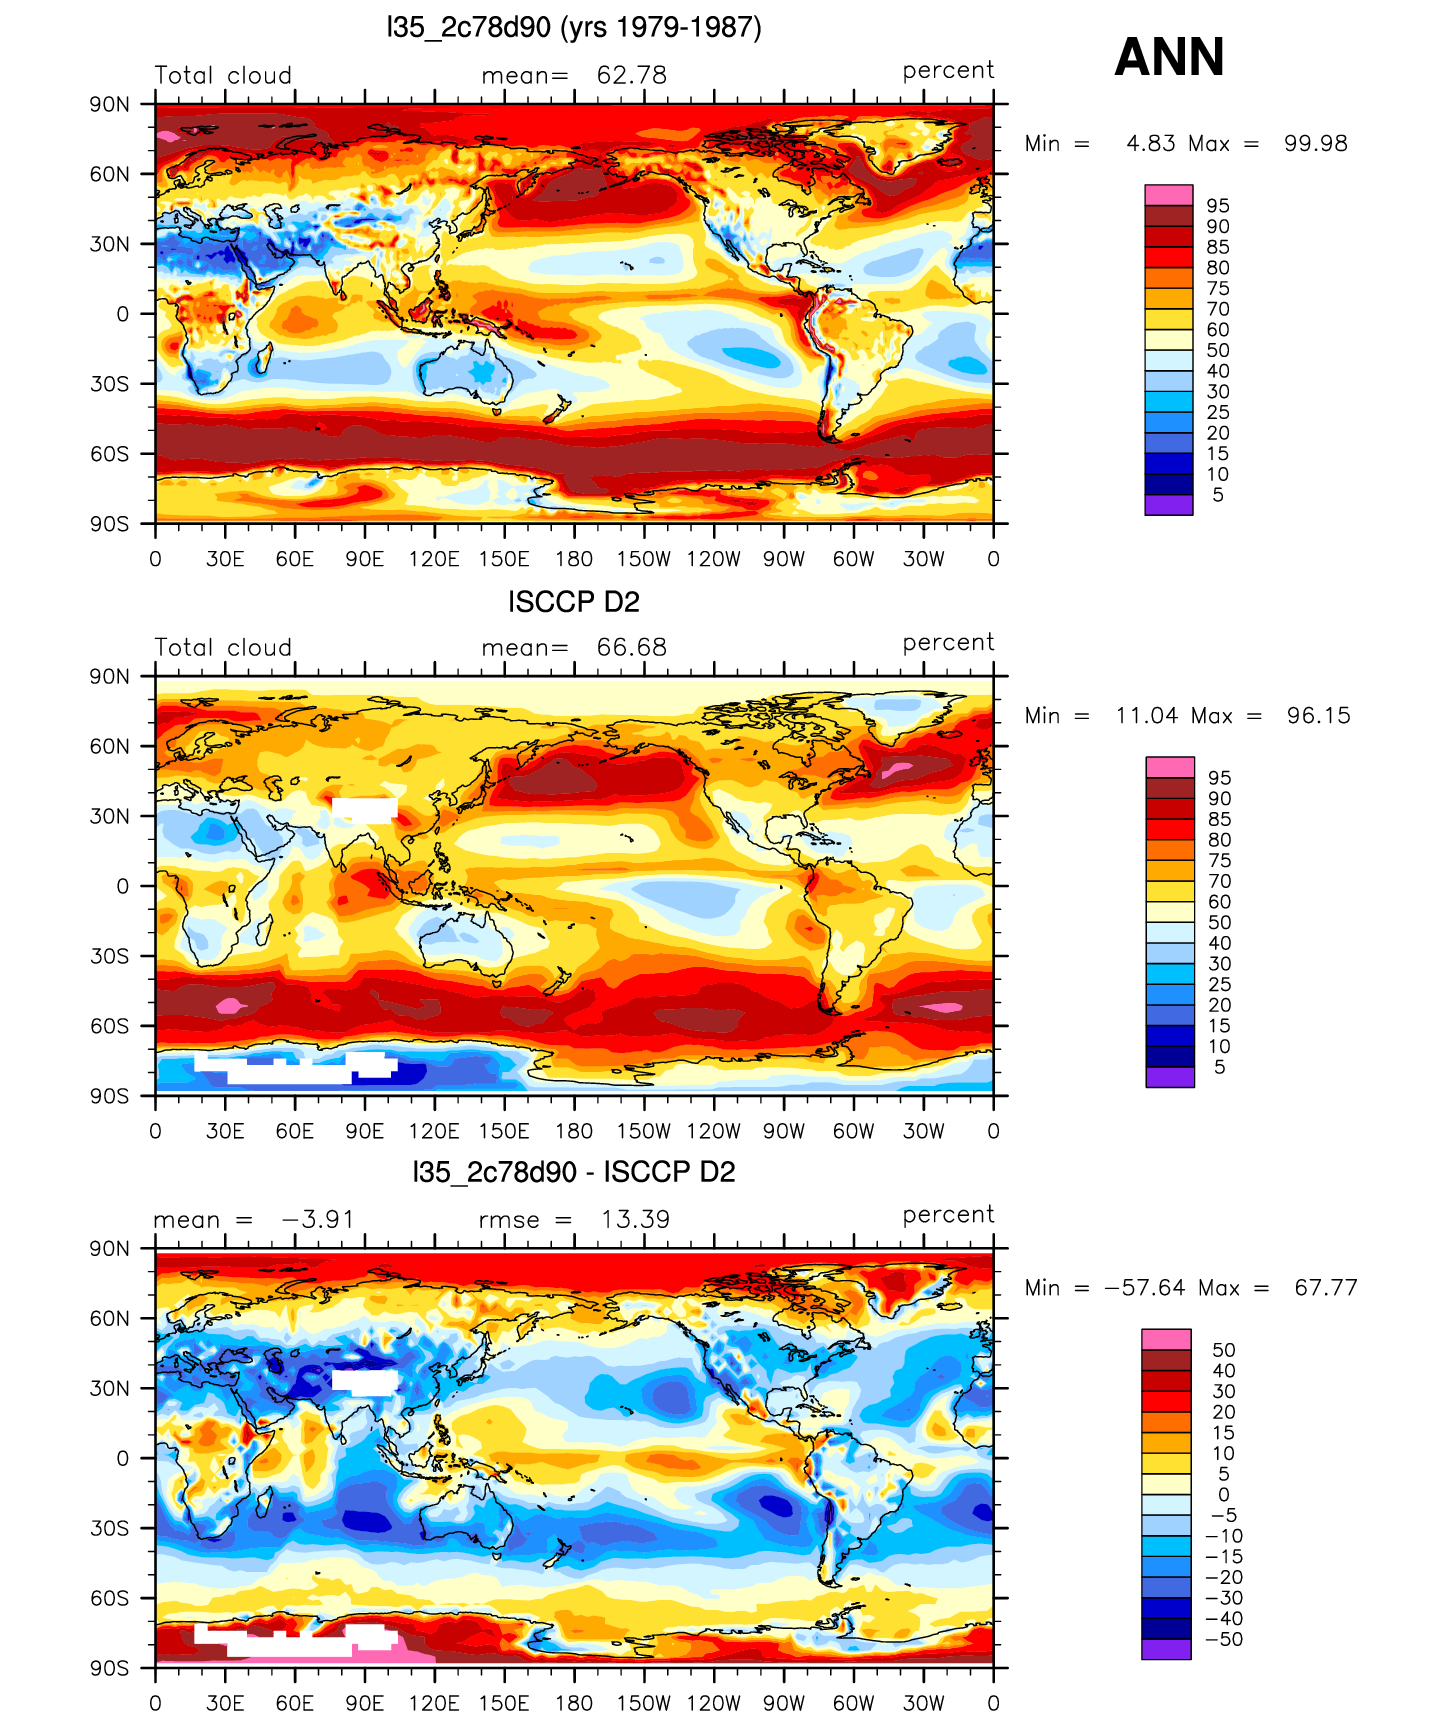 l35_2c78d90 (yrs 1979-1987)
ANN
Total cloud mean= 62.78 percent
Min = 4.83 Max = 99.98
90N
60N
30N
0
30S
60S
90S
0 30E 60E 90E 120E 150E 180 150W 120W 90W 60W 30W 0
95
90
85
80
75
70
60
50
40
30
25
20
15
10
5
ISCCP D2
Total cloud mean= 66.68 percent
Min = 11.04 Max = 96.15
90N
60N
30N
0
30S
60S
90S
0 30E 60E 90E 120E 150E 180 150W 120W 90W 60W 30W 0
95
90
85
80
75
70
60
50
40
30
25
20
15
10
5
l35_2c78d90 - ISCCP D2
mean = −3.91 rmse = 13.39 percent
Min = −57.64 Max = 67.77
90N
60N
30N
0
30S
60S
90S
0 30E 60E 90E 120E 150E 180 150W 120W 90W 60W 30W 0
50
40
30
20
15
10
5
0
−5
−10
−15
−20
−30
−40
−50